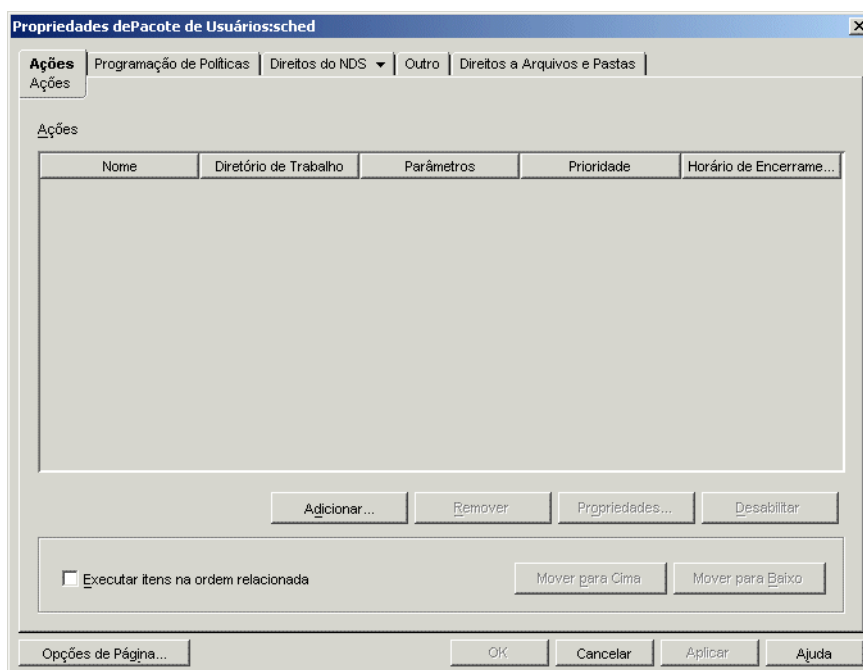 Propriedades dePacote de Usuários:sched
Ações Programação de Políticas Direitos do NDS Outro Direitos a Arquivos e Pastas
Ações
Ações
Nome Diretório de Trabalho Parâmetros Prioridade Horário de Encerrame...
Adicionar... Remover Propriedades... Desabilitar
Executar itens na ordem relacionada Mover para Cima Mover para Baixo
Opções de Página... OK Cancelar Aplicar Ajuda